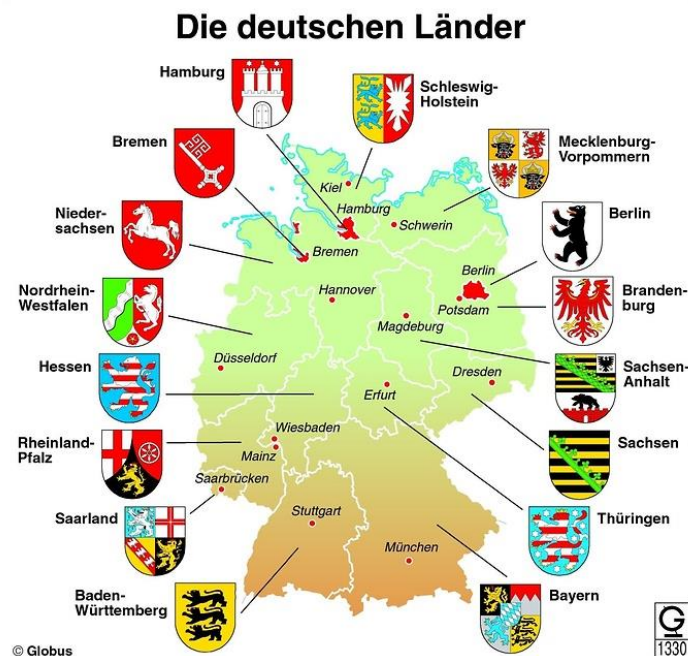 Die deutschen Länder
Hamburg
Schleswig-
Holstein
Bremen
Mecklenburg-
Vorpommern
Kiel
Hamburg
Schwerin
Nieder-
sachsen
Berlin
Bremen
Berlin
Nordrhein-
Westfalen
Hannover
Potsdam
Branden-
burg
Magdeburg
Hessen
Düsseldorf
Dresden
Sachsen-
Anhalt
Erfurt
Rheinland-
Pfalz
Wiesbaden
Mainz
Sachsen
Saarbrücken
Saarland
Stuttgart
Thüringen
München
Baden-
Württemberg
Bayern
© Globus
G
1330